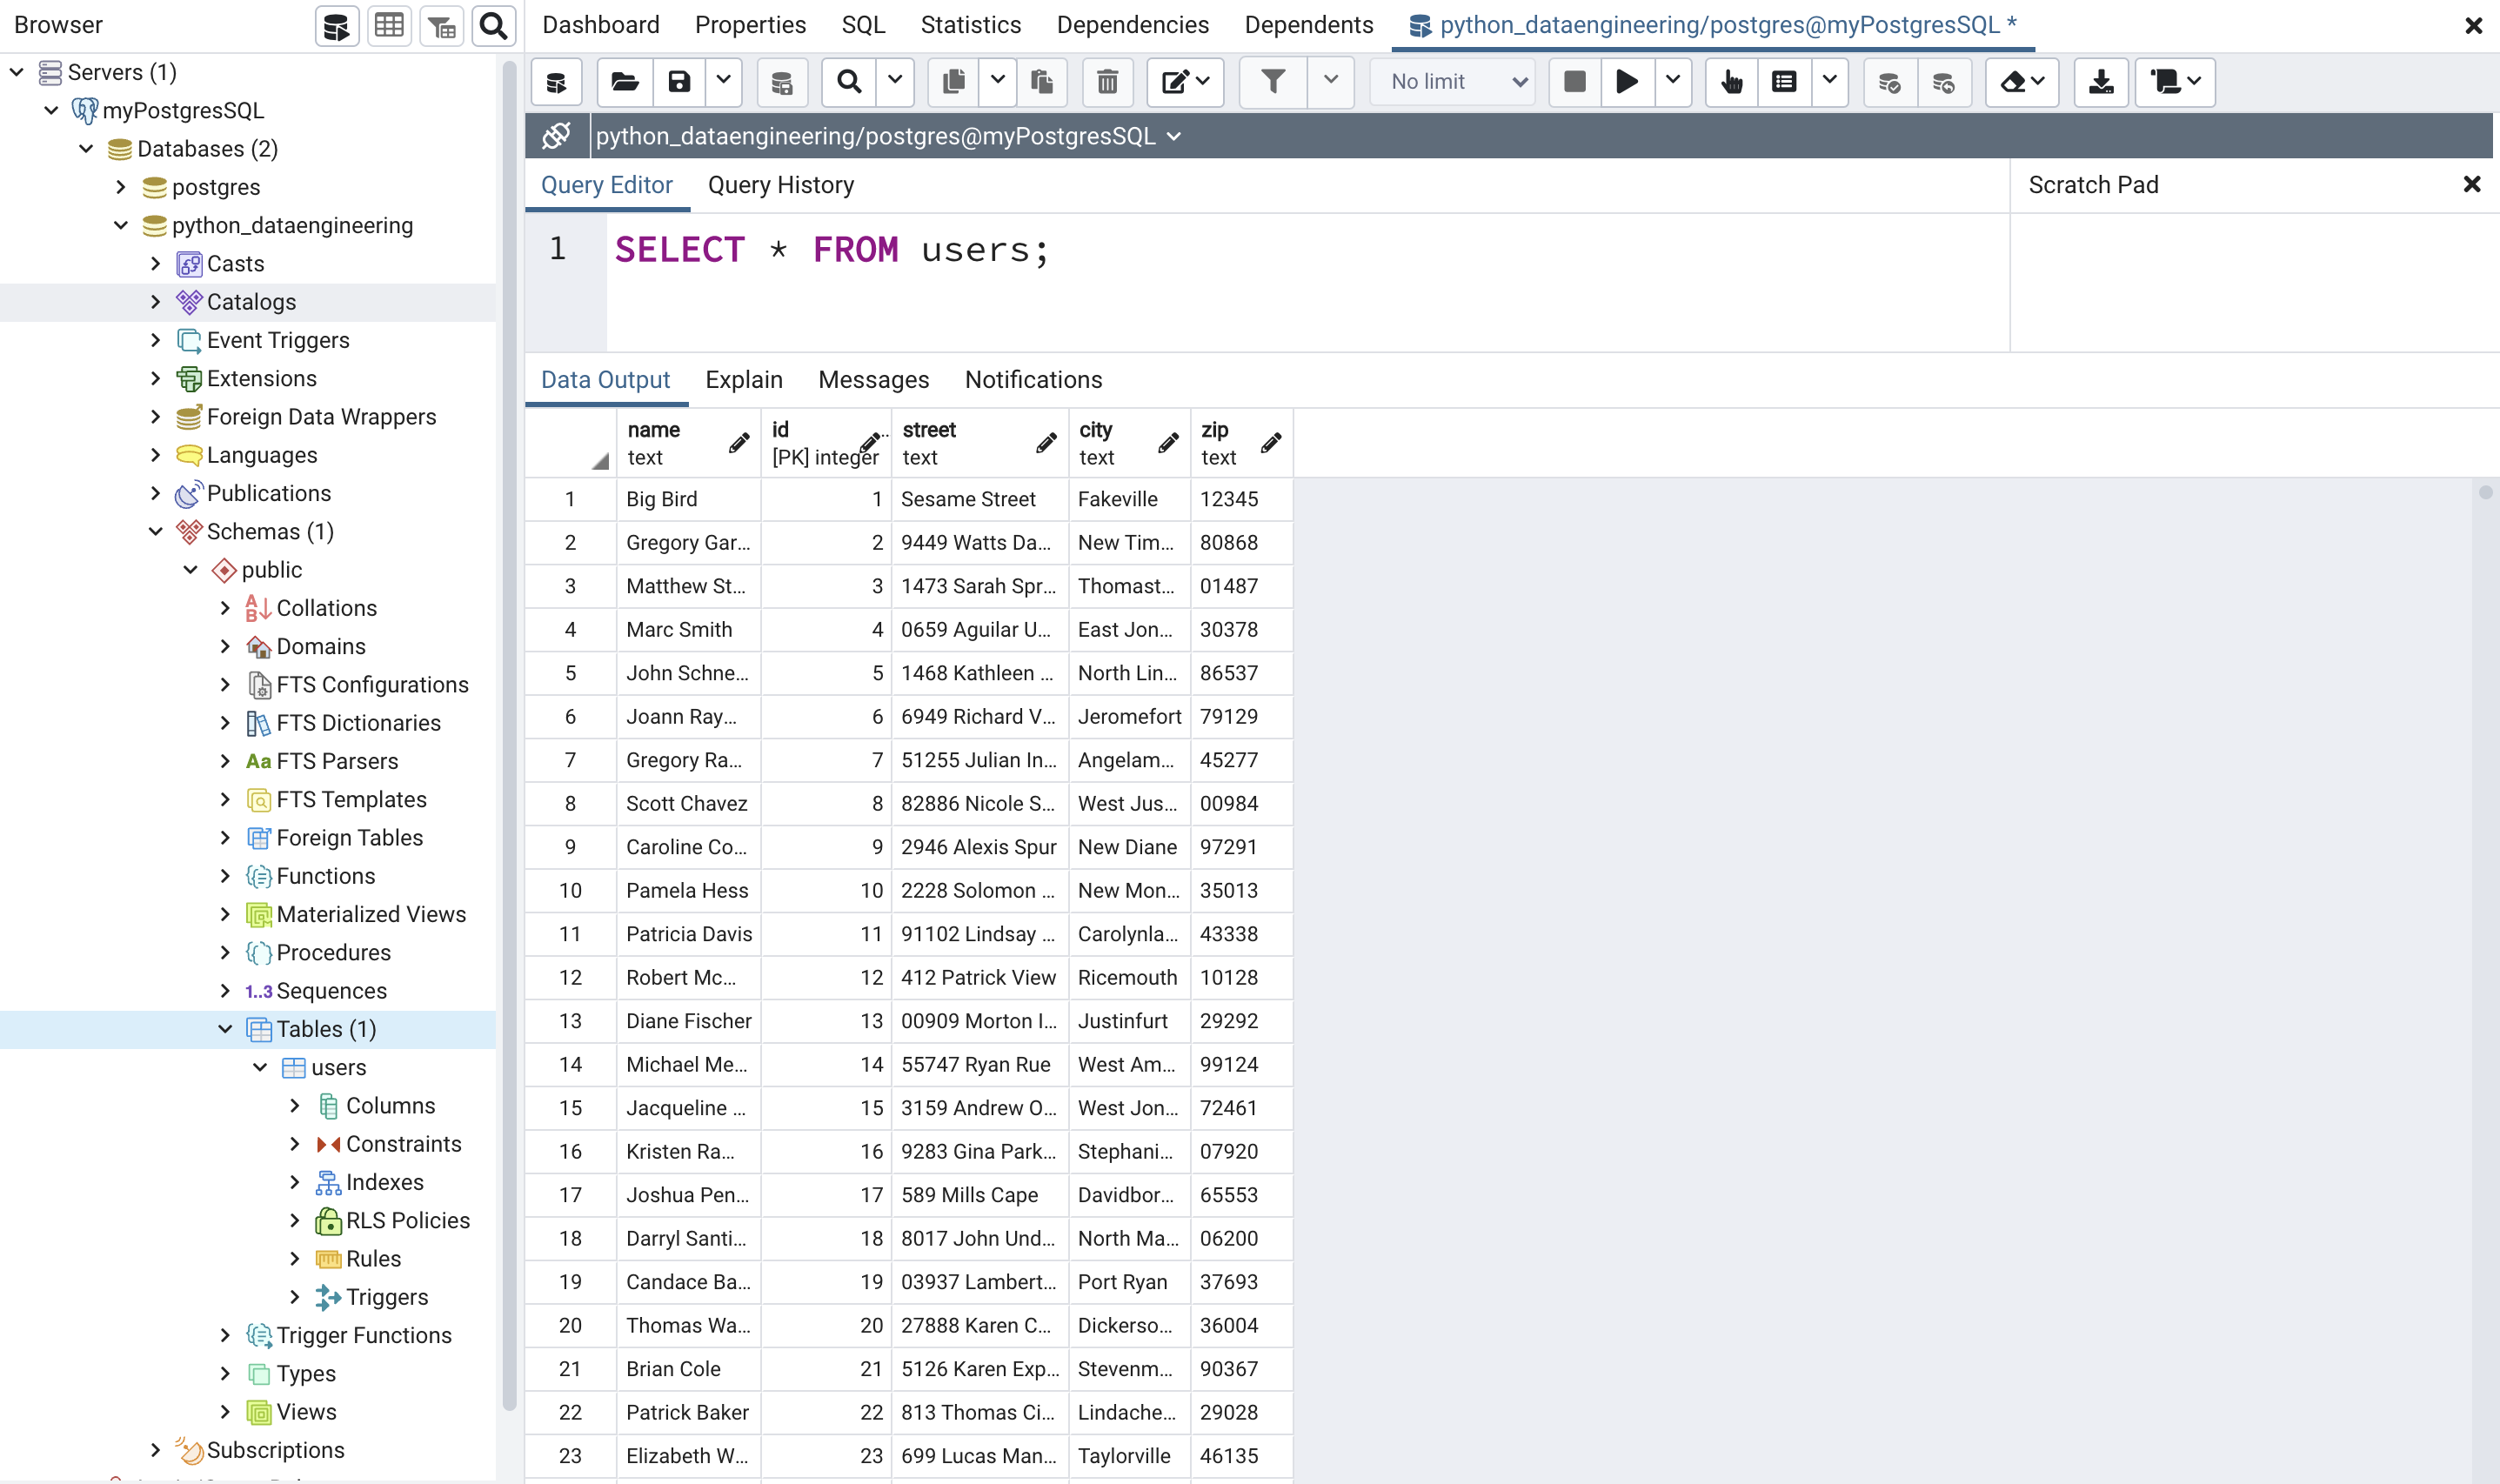 Browser
Servers (1)
myPostgresSQL
Databases (2)
postgres
python_dataengineering
Casts
Catalogs
Event Triggers
Extensions
Foreign Data Wrappers
Languages
Publications
Schemas (1)
public
Collations
Domains
FTS Configurations
FTS Dictionaries
Aa FTS Parsers
FTS Templates
Foreign Tables
Functions
Materialized Views
Procedures
1..3 Sequences
Tables (1)
users
Columns
Constraints
Indexes
RLS Policies
Rules
Triggers
Trigger Functions
Types
Views
Subscriptions
Dashboard Properties SQL Statistics Dependencies Dependents python_dataengineering/postgres@myPostgresSQL *
No limit
python_dataengineering/postgres@myPostgresSQL
Query Editor Query History Scratch Pad
1 SELECT * FROM users;
Data Output Explain Messages Notifications
name id street city zip
text [PK] integer text text text
1 Big Bird 1 Sesame Street Fakeville 12345
2 Gregory Gar... 2 9449 Watts Da... New Tim... 80868
3 Matthew St... 3 1473 Sarah Spr... Thomast... 01487
4 Marc Smith 4 0659 Aguilar U... East Jon... 30378
5 John Schne... 5 1468 Kathleen ... North Lin... 86537
6 Joann Ray... 6 6949 Richard V... Jeromefort 79129
7 Gregory Ra... 7 51255 Julian In... Angelam... 45277
8 Scott Chavez 8 82886 Nicole S... West Jus... 00984
9 Caroline Co... 9 2946 Alexis Spur New Diane 97291
10 Pamela Hess 10 2228 Solomon ... New Mon... 35013
11 Patricia Davis 11 91102 Lindsay ... Carolynla... 43338
12 Robert Mc... 12 412 Patrick View Ricemouth 10128
13 Diane Fischer 13 00909 Morton I... Justinfurt 29292
14 Michael Me... 14 55747 Ryan Rue West Am... 99124
15 Jacqueline ... 15 3159 Andrew O... West Jon... 72461
16 Kristen Ra... 16 9283 Gina Park... Stephani... 07920
17 Joshua Pen... 17 589 Mills Cape Davidbor... 65553
18 Darryl Santi... 18 8017 John Und... North Ma... 06200
19 Candace Ba... 19 03937 Lambert... Port Ryan 37693
20 Thomas Wa... 20 27888 Karen C... Dickerso... 36004
21 Brian Cole 21 5126 Karen Exp... Stevenm... 90367
22 Patrick Baker 22 813 Thomas Ci... Lindache... 29028
23 Elizabeth W... 23 699 Lucas Man... Taylorville 46135